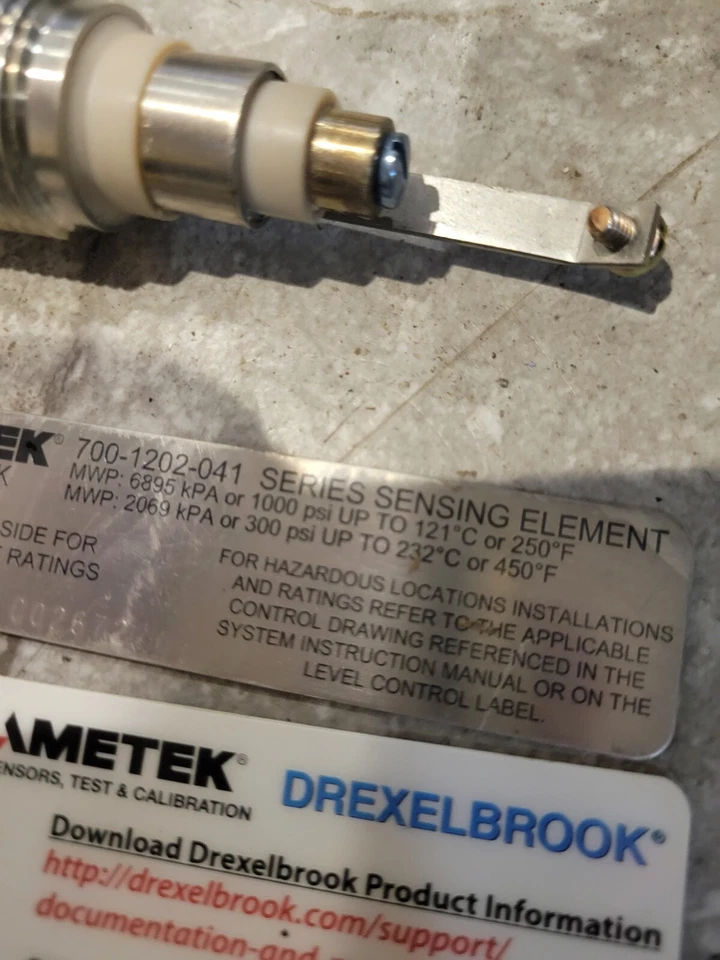 EK® 700-1202-041 SERIES SENSING ELEMENT
K MWP: 6895 kPA or 1000 psi UP TO 121°C or 250°F
MWP: 2069 kPA or 300 psi UP TO 232°C or 450°F
SIDE FOR
RATINGS
FOR HAZARDOUS LOCATIONS INSTALLATIONS
AND RATINGS REFER TO THE APPLICABLE
CONTROL DRAWING REFERENCED IN THE
SYSTEM INSTRUCTION MANUAL OR ON THE
LEVEL CONTROL LABEL.
AMETEK®
ENSORS, TEST & CALIBRATION
DREXELBROOK®
Download Drexelbrook Product Information
http://drexelbrook.com/support/
documentation-and